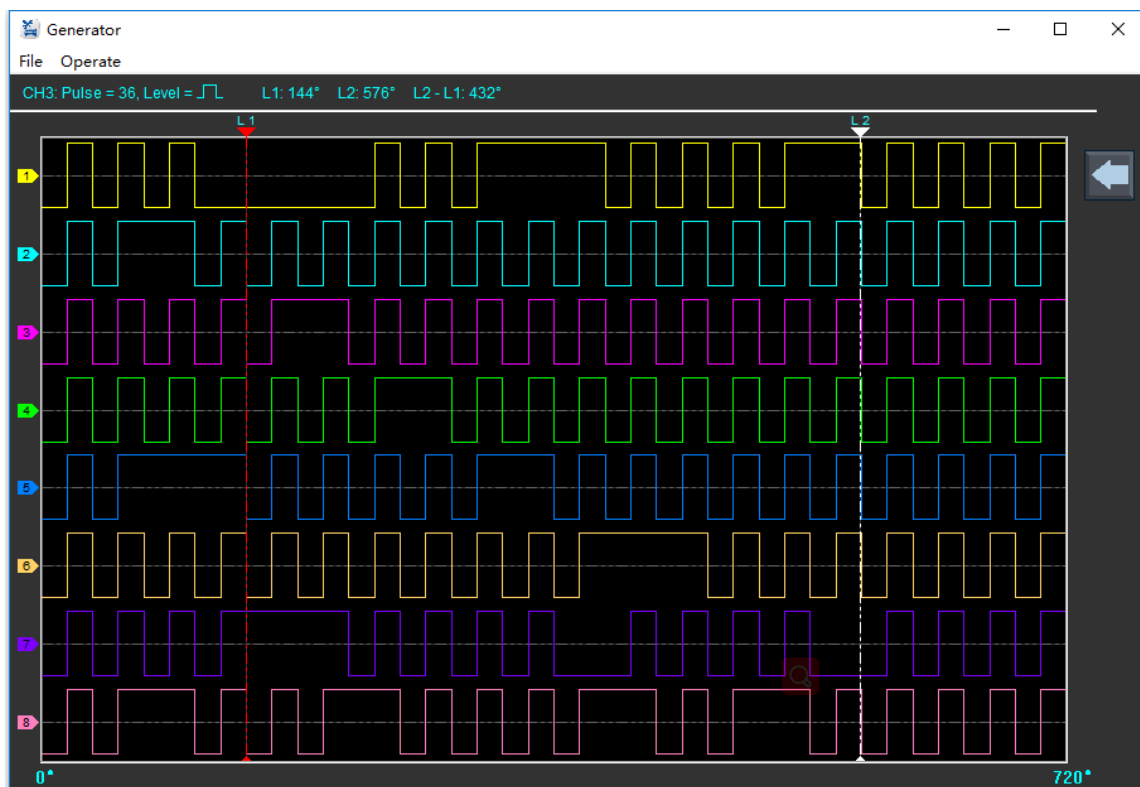 Generator
File Operate
CH3: Pulse = 36, Level = L1: 144° L2: 576° L2 - L1: 432°
L 1 L 2
1
2
3
4
5
6
7
8
0° 720°